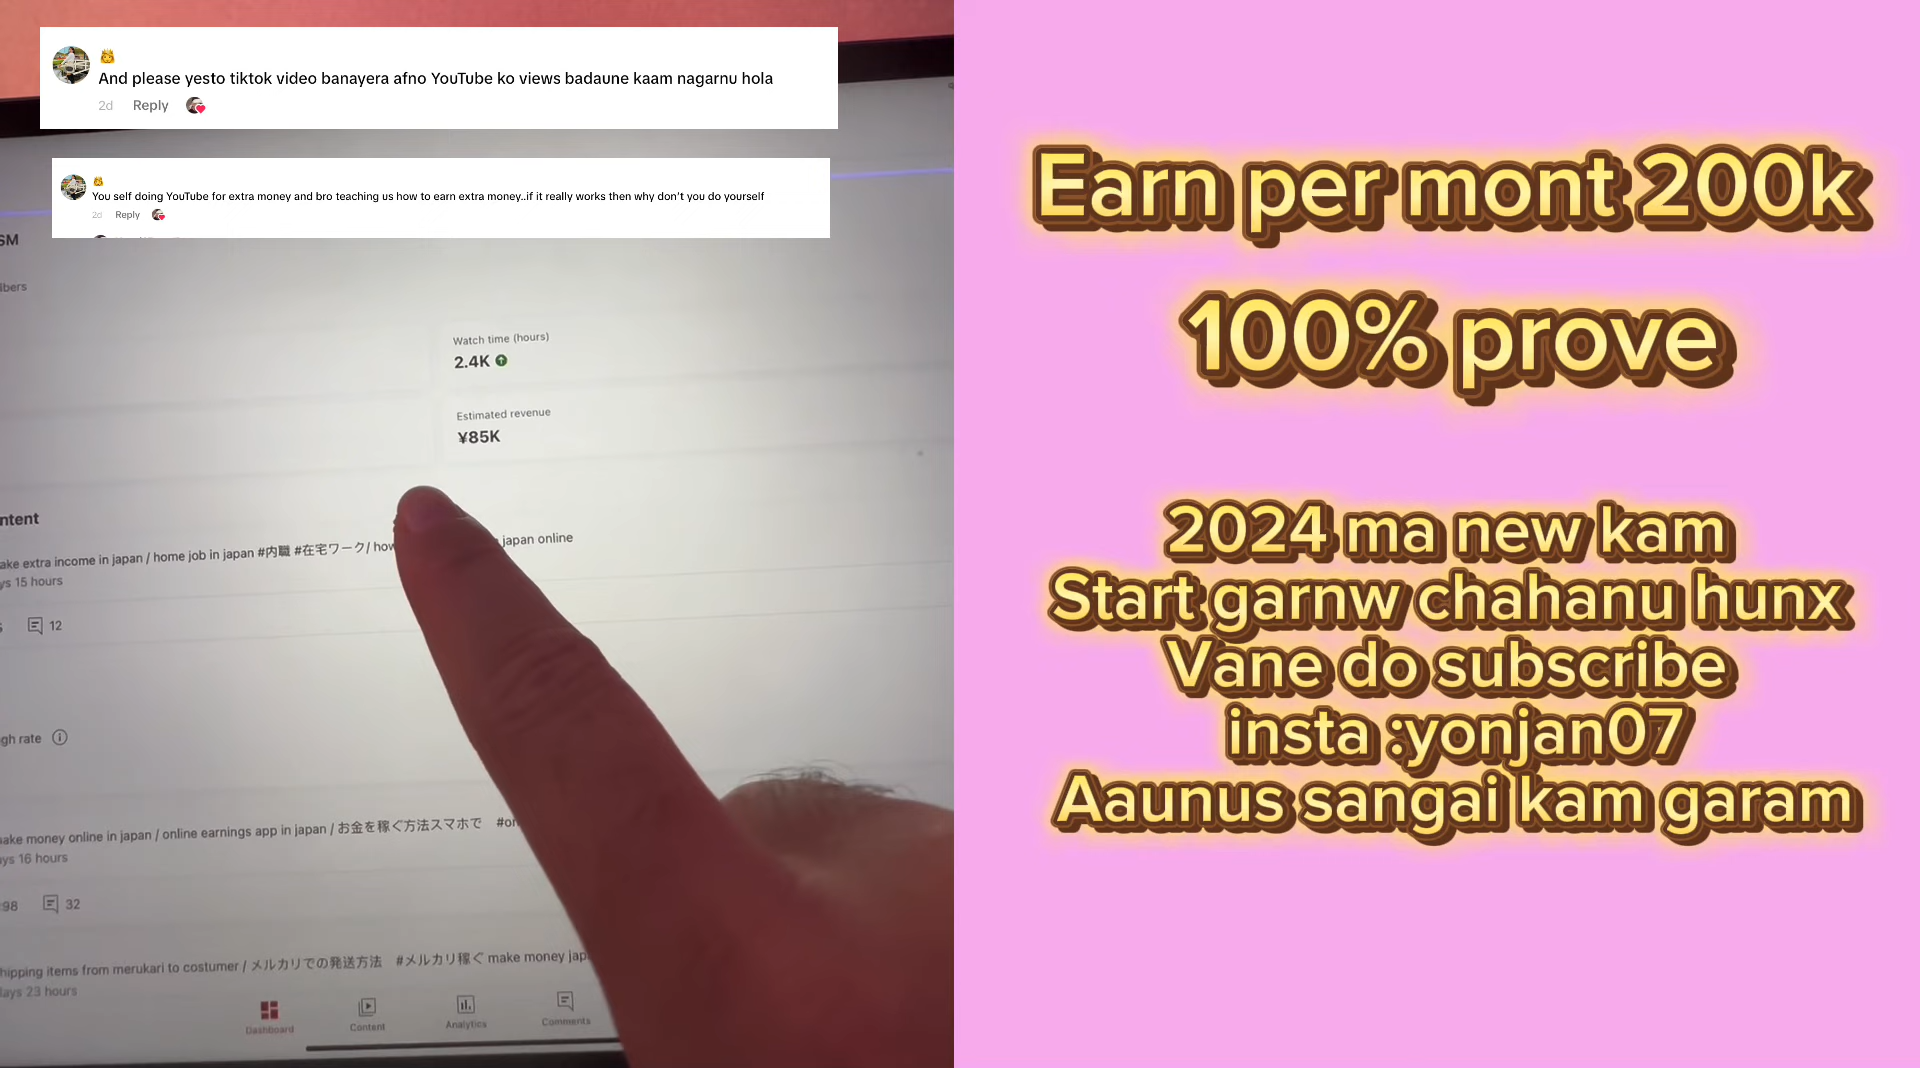 And please yesto tiktok video banayera afno YouTube ko views badaune kaam nagarnu hola
2d Reply
You self doing YouTube for extra money and bro teaching us how to earn extra money..if it really works then why don't you do yourself
2d Reply
SM
Watch time (hours)
2.4K
Estimated revenue
¥85K
ake extra income in japan / home job in japan #内職 #在宅ワーク/ how japan online
ys 15 hours
12
gh rate
ake money online in japan / online earnings app in japan / お金を稼ぐ方法スマホで
ays 16 hours
:98 32
hipping items from merukari to costumer / メルカリでの発送方法 #メルカリ稼ぐ make money jap
lays 23 hours
Dashboard Content Analytics Comments
Earn per mont 200k
100% prove
2024 ma new kam
Start garnw chahanu hunx
Vane do subscribe
insta :yonjan07
Aaunus sangai kam garam